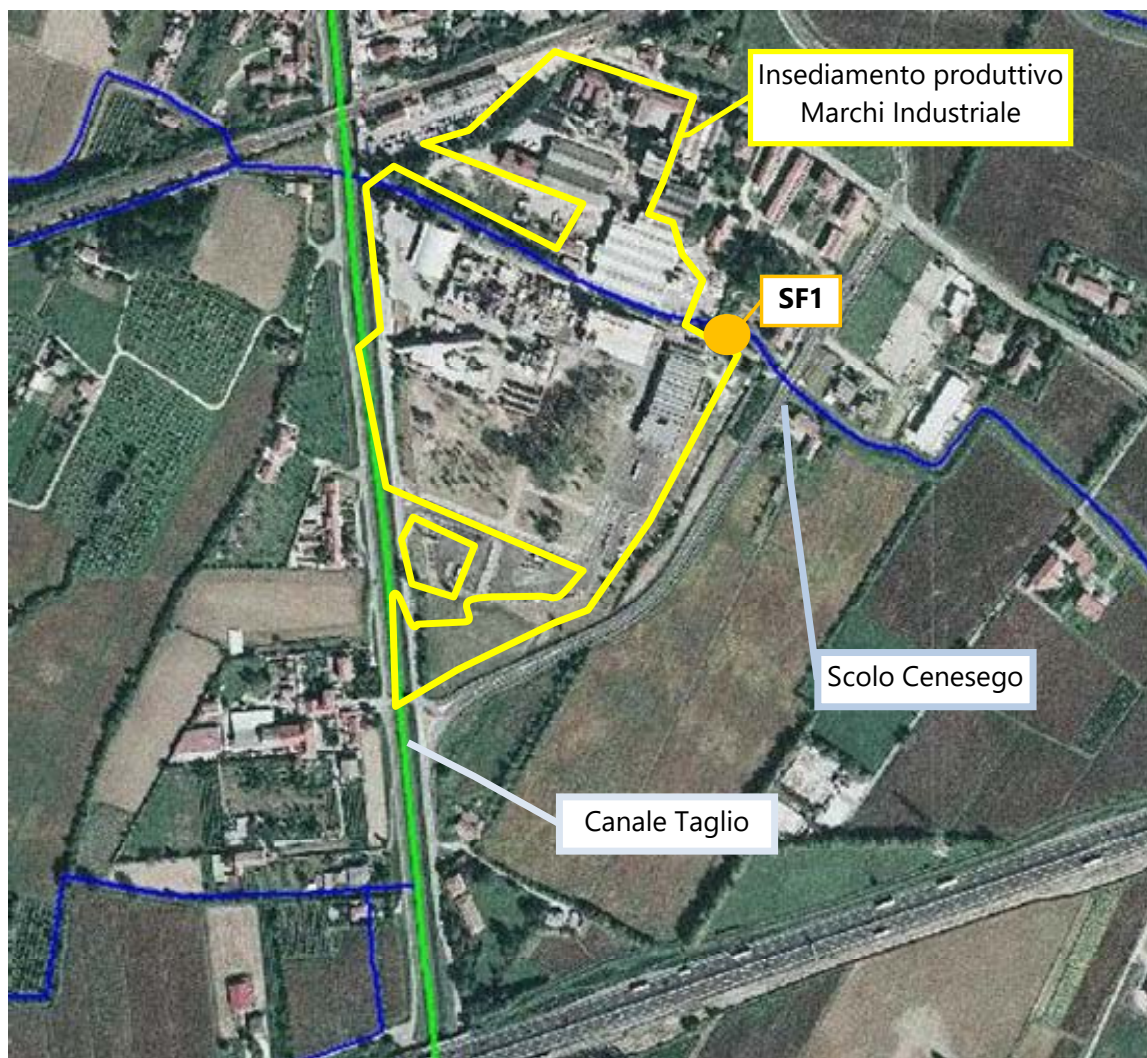 Insediamento produttivo
Marchi Industriale
SF1
Scolo Cenesego
Canale Taglio